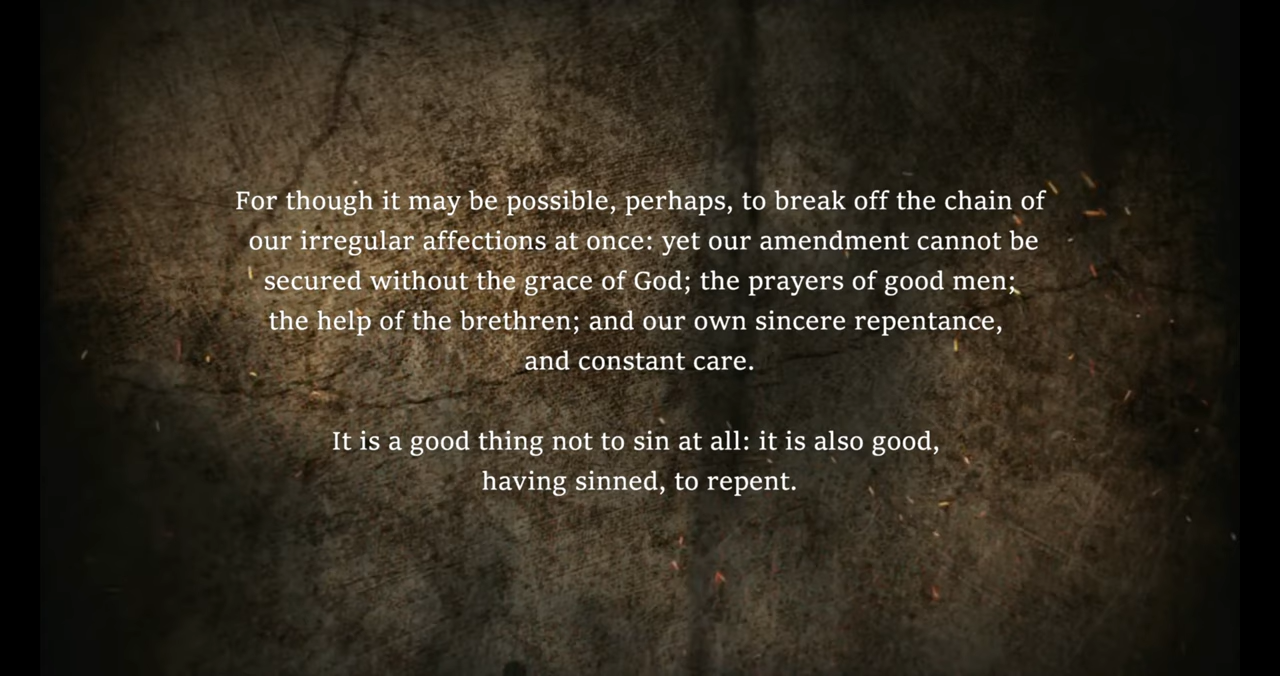 For though it may be possible, perhaps, to break off the chain of
our irregular affections at once: yet our amendment cannot be
secured without the grace of God; the prayers of good men;
the help of the brethren; and our own sincere repentance,
and constant care.
It is a good thing not to sin at all: it is also good,
having sinned, to repent.